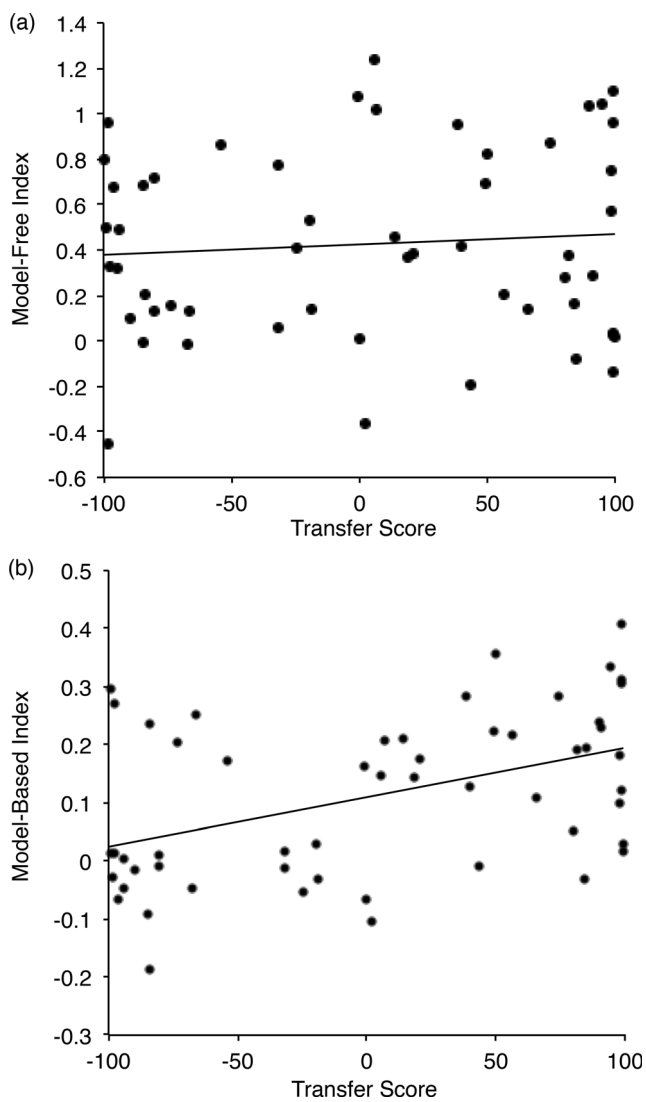 (a)
1.4
1.2
1
0.8
0.6
0.4
0.2
0
-0.2
-0.4
-0.6
Model-Free Index
-100 -50 0 50 100
Transfer Score
(b)
0.5
0.4
0.3
0.2
0.1
0
-0.1
-0.2
-0.3
Model-Based Index
-100 -50 0 50 100
Transfer Score